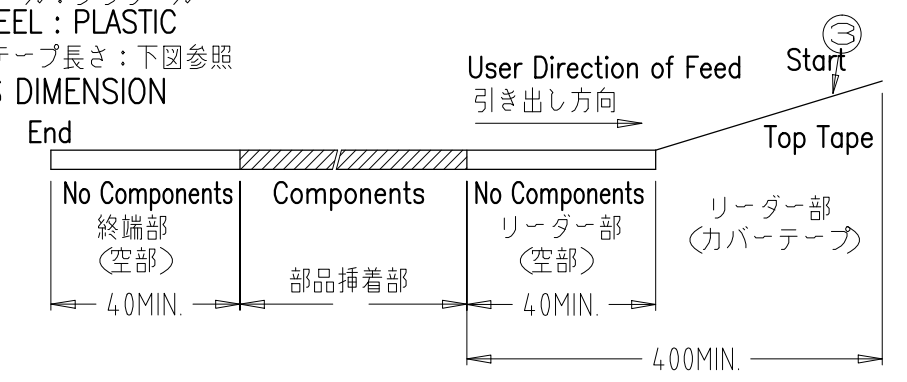 EEL : PLASTIC
テープ長さ：下図参照
S DIMENSION
User Direction of Feed
引き出し方向
Start
③
End
Top Tape
No Components
Components
No Components
終端部
(空部)
部品挿着部
リーダー部
(空部)
リーダー部
(カバーテープ)
40MIN.
40MIN.
400MIN.